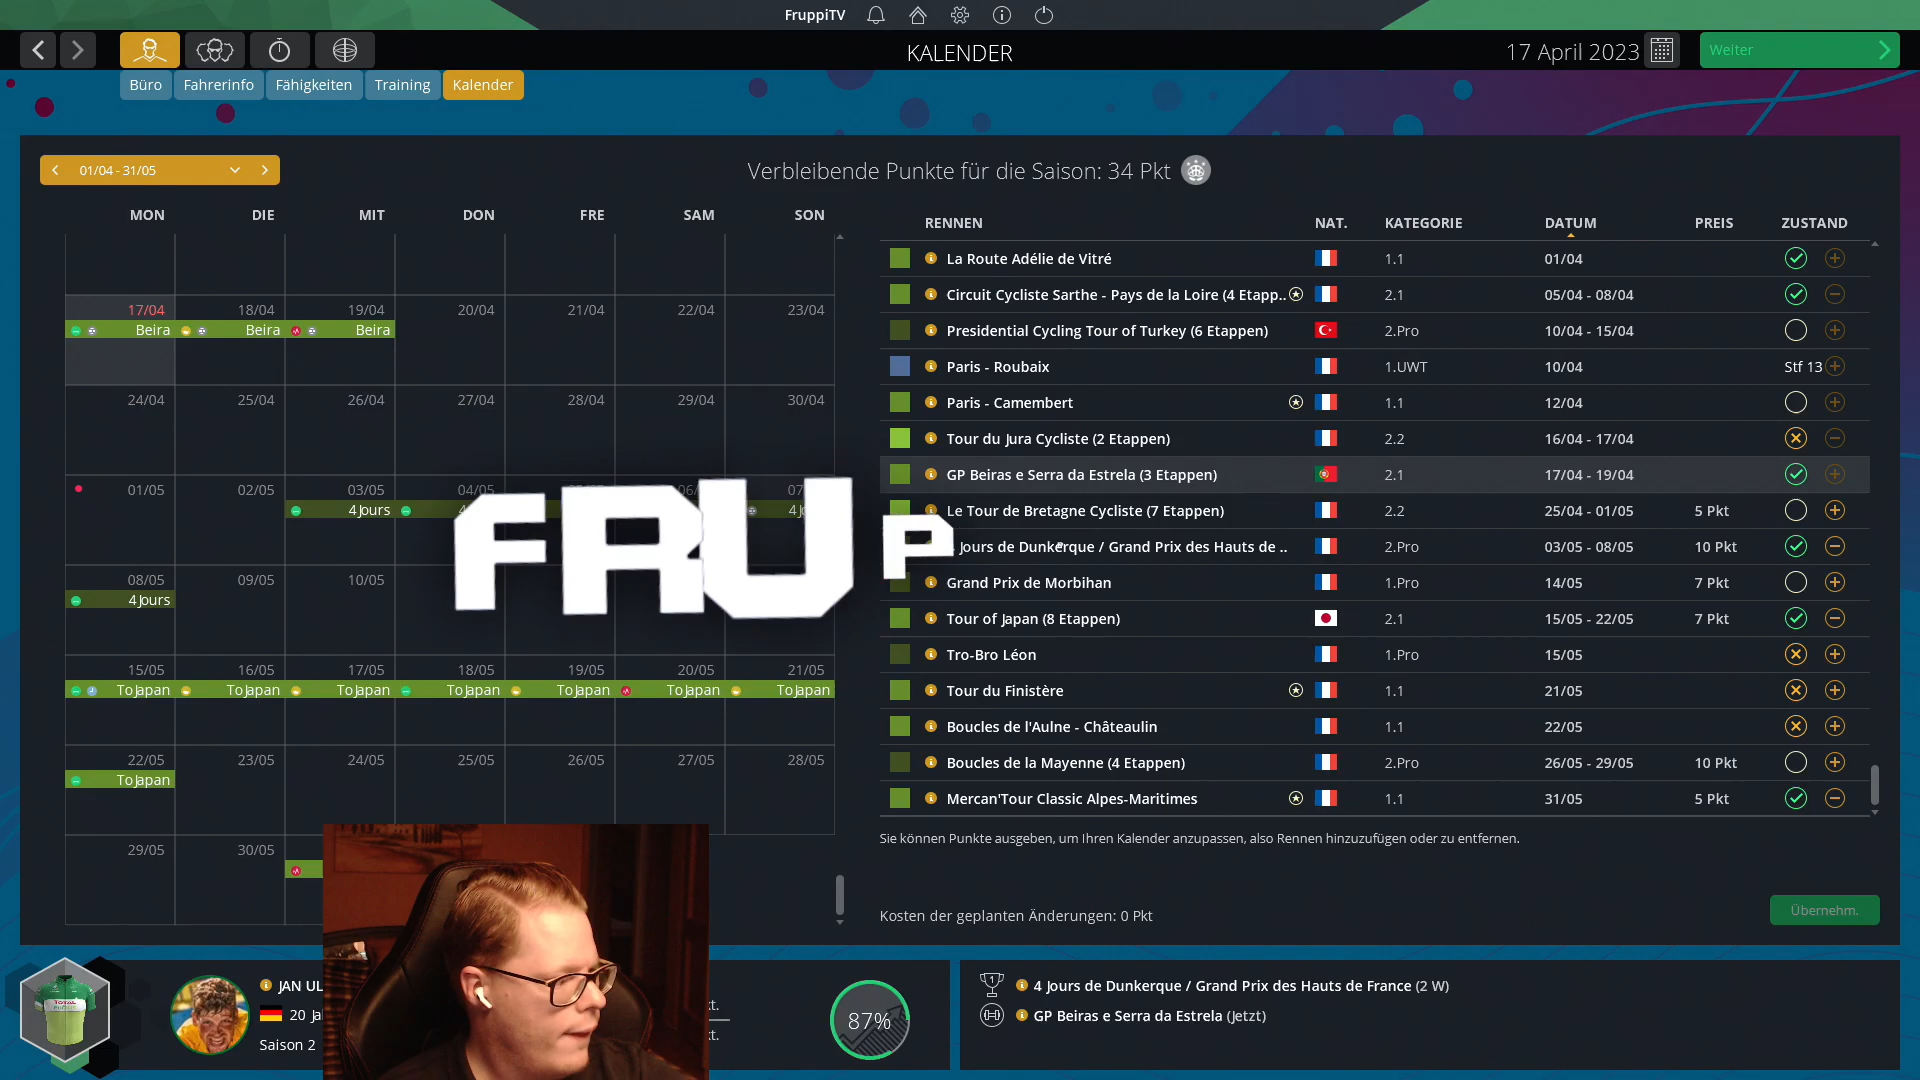 FruppiTV
KALENDER
17 April 2023
Weiter
Büro
Fahrerinfo
Fähigkeiten
Training
Kalender
01/04 - 31/05
Verbleibende Punkte für die Saison: 34 Pkt
MON DIE MIT DON FRE SAM SON
17/04 18/04 19/04 20/04 21/04 22/04 23/04
Beira Beira Beira
24/04 25/04 26/04 27/04 28/04 29/04 30/04
01/05 02/05 03/05 04/05
4 Jours
08/05 09/05 10/05
4 Jours
15/05 16/05 17/05 18/05 19/05 20/05 21/05
ToJapan ToJapan ToJapan ToJapan ToJapan ToJapan ToJapan
22/05 23/05 24/05 25/05 26/05 27/05 28/05
ToJapan
29/05 30/05
FRUP
RENNEN NAT. KATEGORIE DATUM PREIS ZUSTAND
La Route Adélie de Vitré 1.1 01/04
Circuit Cycliste Sarthe - Pays de la Loire (4 Etapp.. 2.1 05/04 - 08/04
Presidential Cycling Tour of Turkey (6 Etappen) 2.Pro 10/04 - 15/04
Paris - Roubaix 1.UWT 10/04 Stf 13
Paris - Camembert 1.1 12/04
Tour du Jura Cycliste (2 Etappen) 2.2 16/04 - 17/04
GP Beiras e Serra da Estrela (3 Etappen) 2.1 17/04 - 19/04
Le Tour de Bretagne Cycliste (7 Etappen) 2.2 25/04 - 01/05 5 Pkt
Jours de Dunkerque / Grand Prix des Hauts de .. 2.Pro 03/05 - 08/05 10 Pkt
Grand Prix de Morbihan 1.Pro 14/05 7 Pkt
Tour of Japan (8 Etappen) 2.1 15/05 - 22/05 7 Pkt
Tro-Bro Léon 1.Pro 15/05
Tour du Finistère 1.1 21/05
Boucles de l'Aulne - Châteaulin 1.1 22/05
Boucles de la Mayenne (4 Etappen) 2.Pro 26/05 - 29/05 10 Pkt
Mercan'Tour Classic Alpes-Maritimes 1.1 31/05 5 Pkt
Sie können Punkte ausgeben, um Ihren Kalender anzupassen, also Rennen hinzuzufügen oder zu entfernen.
Kosten der geplanten Änderungen: 0 Pkt
Übernehm.
TOTAL
JAN UL
20 Ja
Saison 2
kt.
kt.
87%
4 Jours de Dunkerque / Grand Prix des Hauts de France (2 W)
GP Beiras e Serra da Estrela (Jetzt)